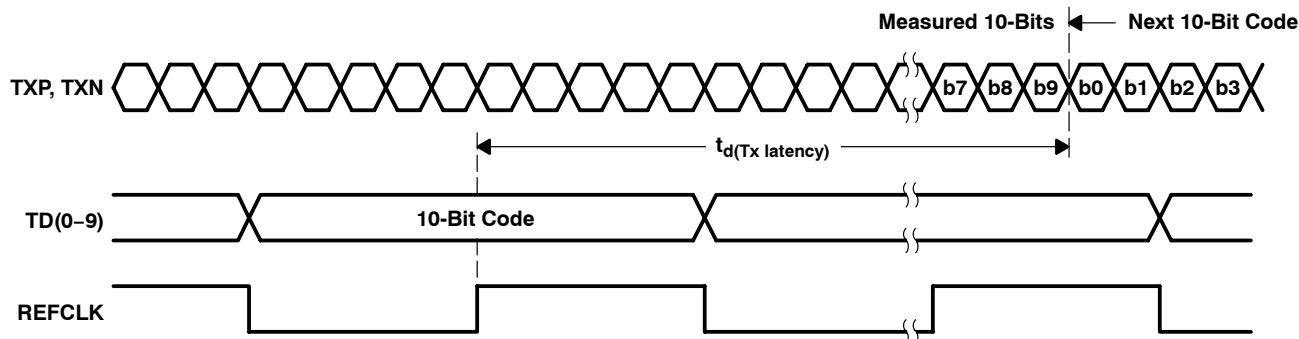 Measured 10-Bits Next 10-Bit Code
TXP, TXN b7 b8 b9 b0 b1 b2 b3
td(Tx latency)
TD(0–9) 10-Bit Code
REFCLK